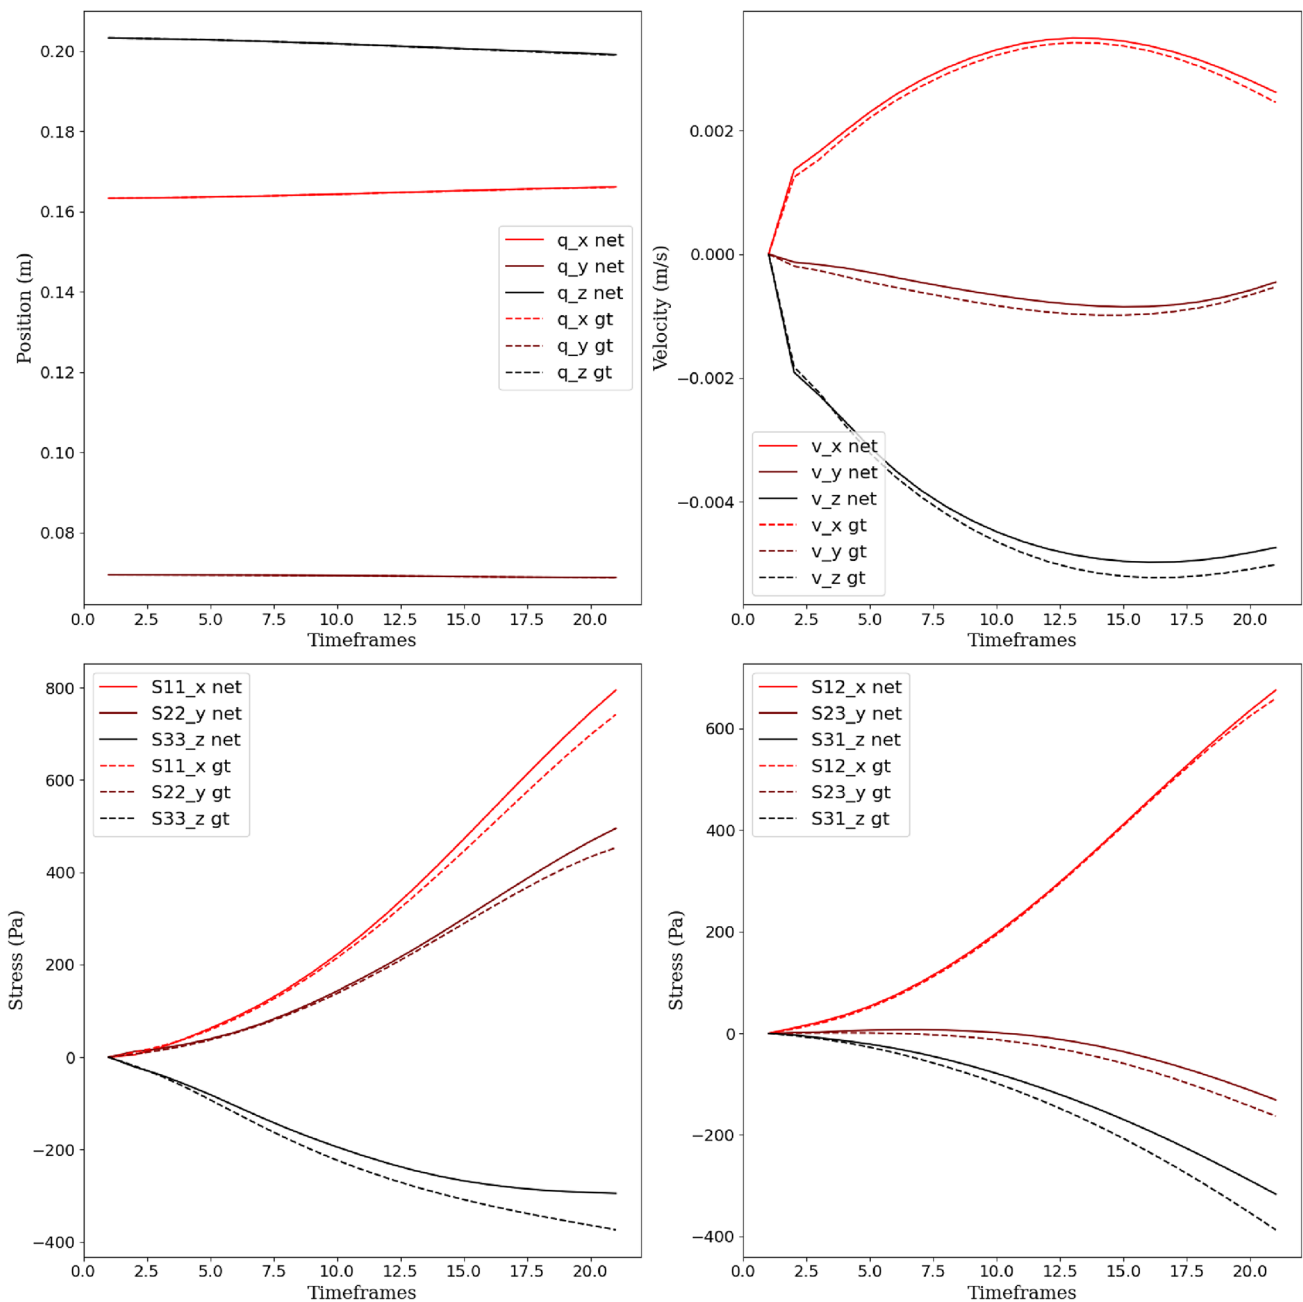 0.20
0.18
0.16
0.14
0.12
0.10
0.08
Position (m)
q_x net
q_y net
q_z net
q_x gt
q_y gt
q_z gt
0.0 2.5 5.0 7.5 10.0 12.5 15.0 17.5 20.0
Timeframes
0.002
0.000
−0.002
−0.004
Velocity (m/s)
v_x net
v_y net
v_z net
v_x gt
v_y gt
v_z gt
0.0 2.5 5.0 7.5 10.0 12.5 15.0 17.5 20.0
Timeframes
800
600
400
200
0
−200
−400
Stress (Pa)
S11_x net
S22_y net
S33_z net
S11_x gt
S22_y gt
S33_z gt
0.0 2.5 5.0 7.5 10.0 12.5 15.0 17.5 20.0
Timeframes
600
400
200
0
−200
−400
Stress (Pa)
S12_x net
S23_y net
S31_z net
S12_x gt
S23_y gt
S31_z gt
0.0 2.5 5.0 7.5 10.0 12.5 15.0 17.5 20.0
Timeframes